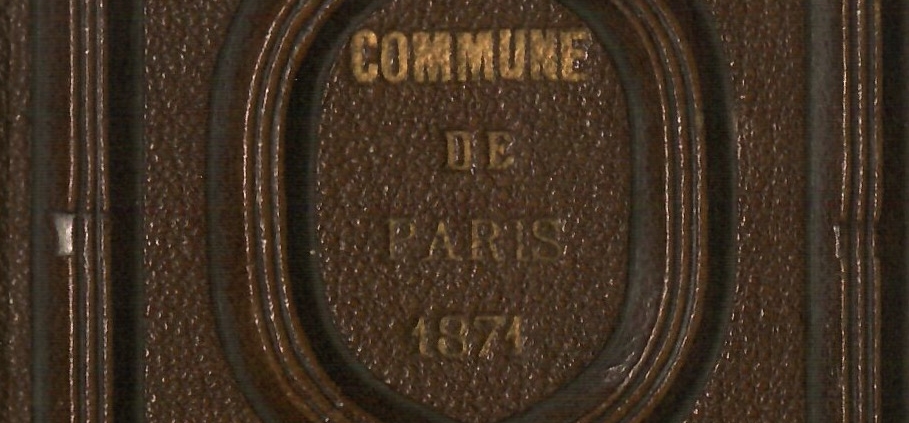 COMMUNE
DE
PARIS
1871